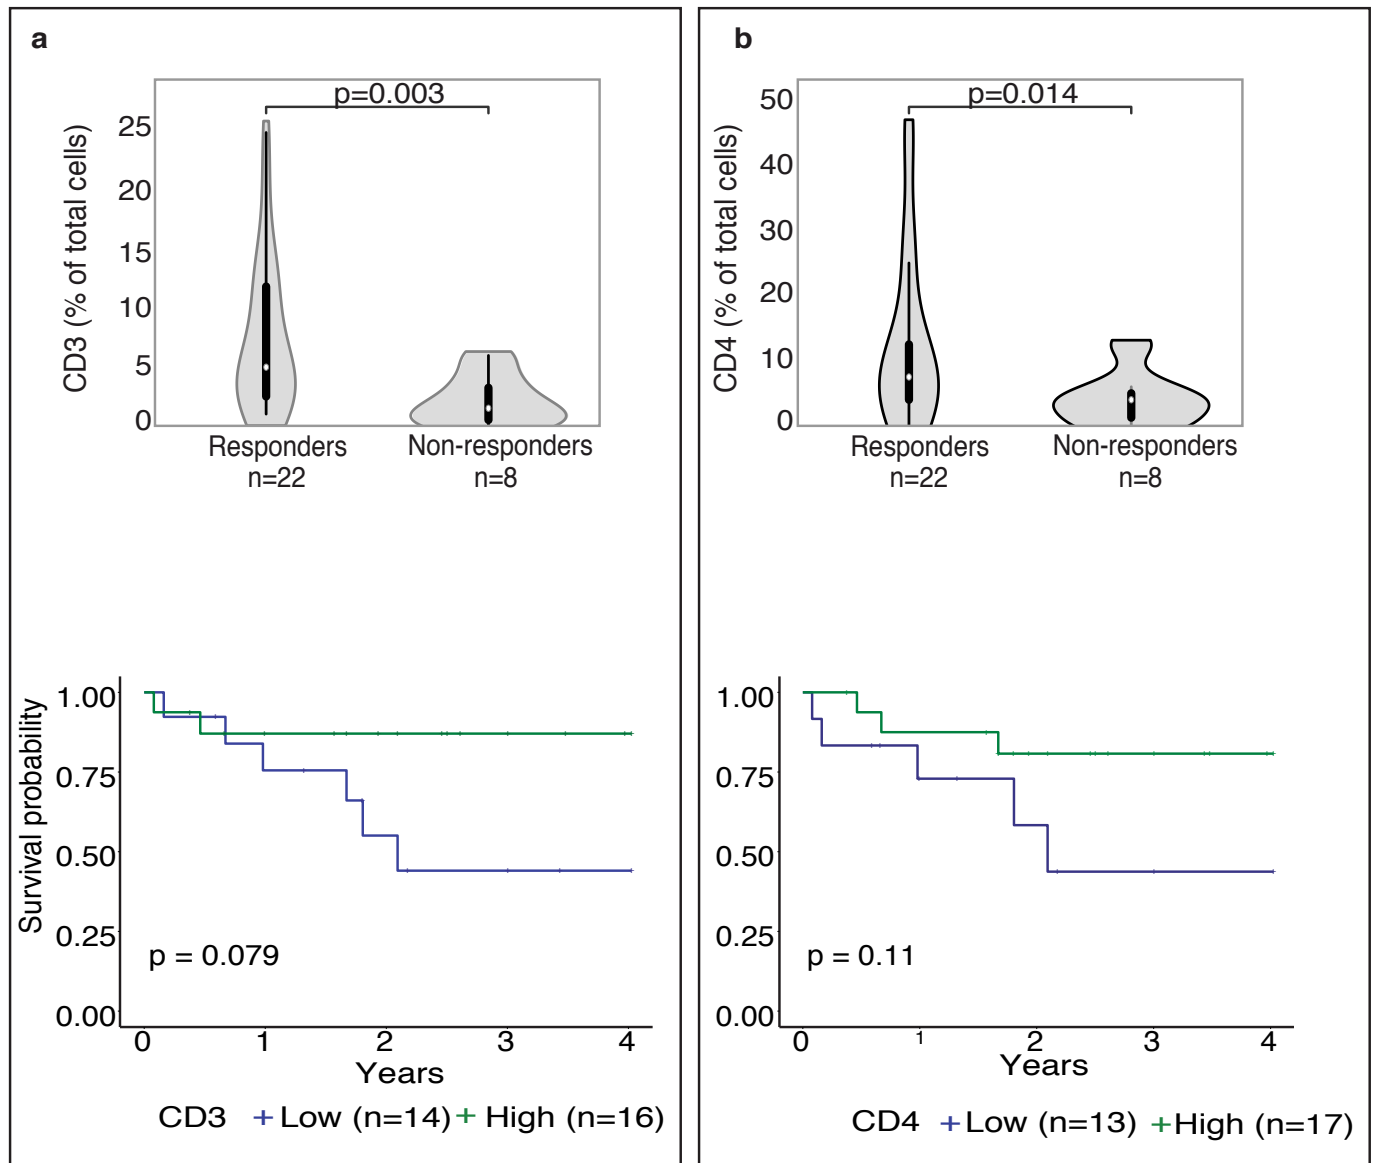 a
p=0.003
CD3 (% of total cells)
25
20
15
10
5
0
Responders
n=22
Non-responders
n=8
Survival probability
1.00
0.75
0.50
0.25
0.00
p = 0.079
0 1 2 3 4
Years
CD3 Low (n=14) High (n=16)
b
p=0.014
CD4 (% of total cells)
50
40
30
20
10
0
Responders
n=22
Non-responders
n=8
1.00
0.75
0.50
0.25
0.00
p = 0.11
0 1 2 3 4
Years
CD4 Low (n=13) High (n=17)